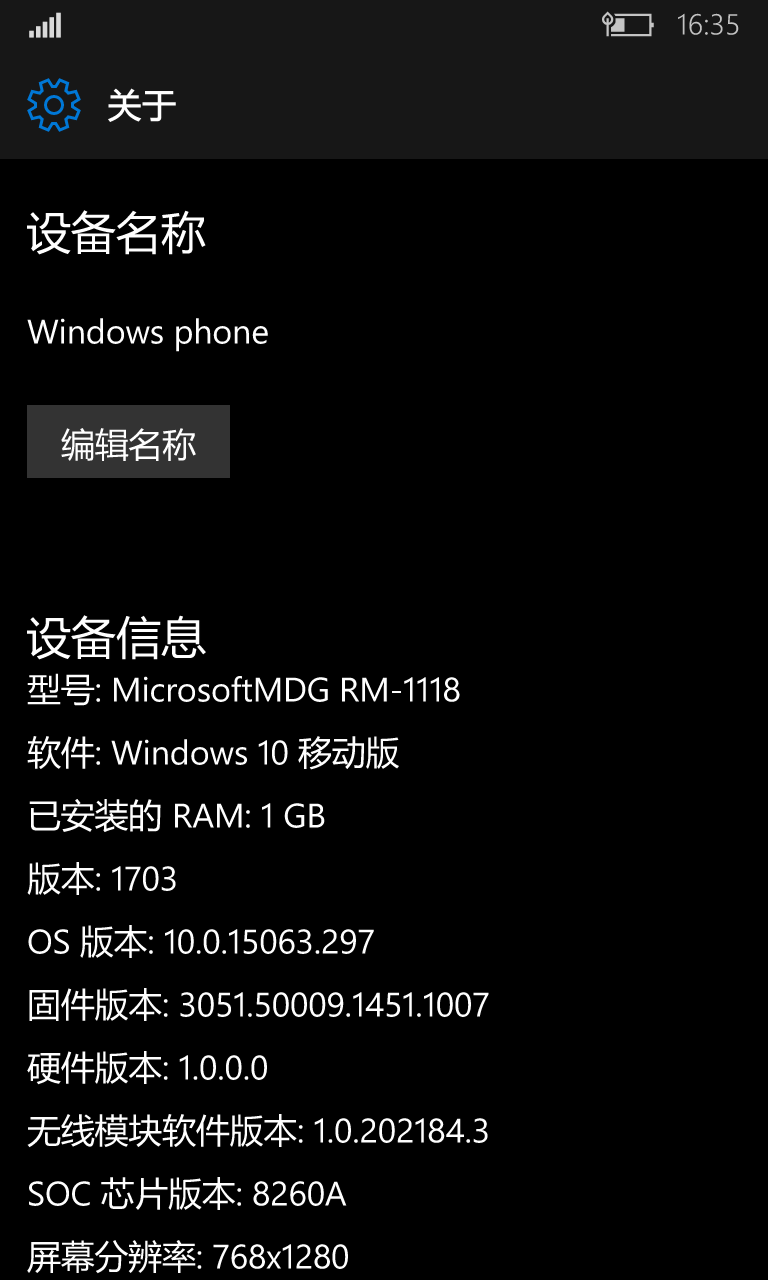 16:35
关于
设备名称
Windows phone
编辑名称
设备信息
型号: MicrosoftMDG RM-1118
软件: Windows 10 移动版
已安装的 RAM: 1 GB
版本: 1703
OS 版本: 10.0.15063.297
固件版本: 3051.50009.1451.1007
硬件版本: 1.0.0.0
无线模块软件版本: 1.0.202184.3
SOC 芯片版本: 8260A
屏幕分辨率: 768x1280